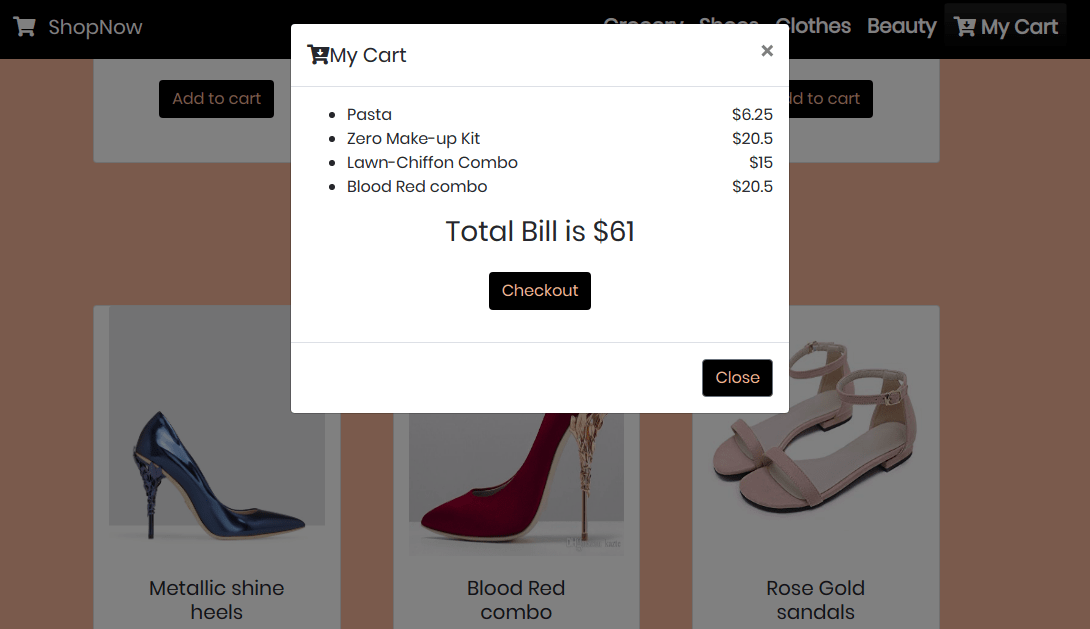 ShopNow
Grocery Shoes Clothes Beauty My Cart
My Cart
×
Add to cart
Add to cart
Pasta $6.25
Zero Make-up Kit $20.5
Lawn-Chiffon Combo $15
Blood Red combo $20.5
Total Bill is $61
Checkout
Close
Metallic shine
heels
Blood Red
combo
Rose Gold
sandals